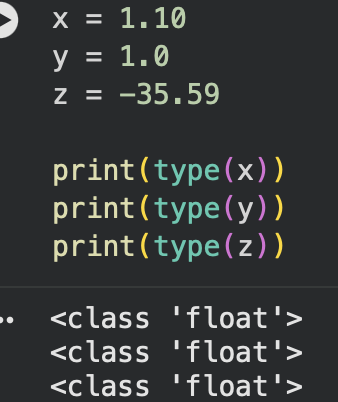 x = 1.10
y = 1.0
z = -35.59
print(type(x))
print(type(y))
print(type(z))
<class 'float'>
<class 'float'>
<class 'float'>